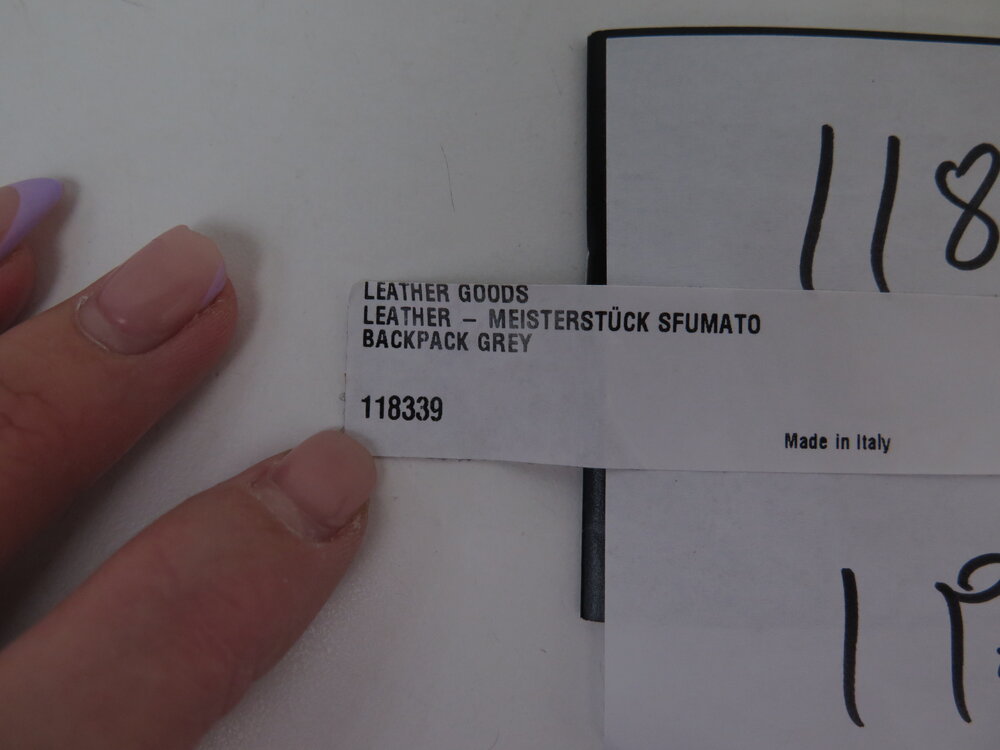 118
LEATHER GOODS
LEATHER – MEISTERSTÜCK SFUMATO
BACKPACK GREY
118339
Made in Italy